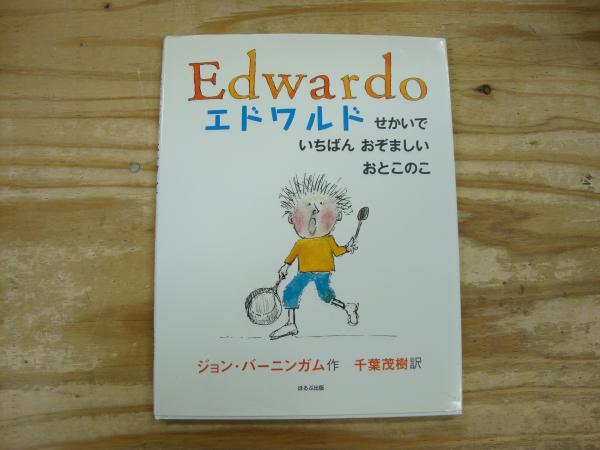 Edwardo
エドワルド せかいで
いちばん おぞましい
おとこのこ
ジョン・バーニンガム作 千葉茂樹訳
ほるぷ出版